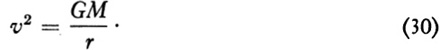 v² = GM/r · (30)